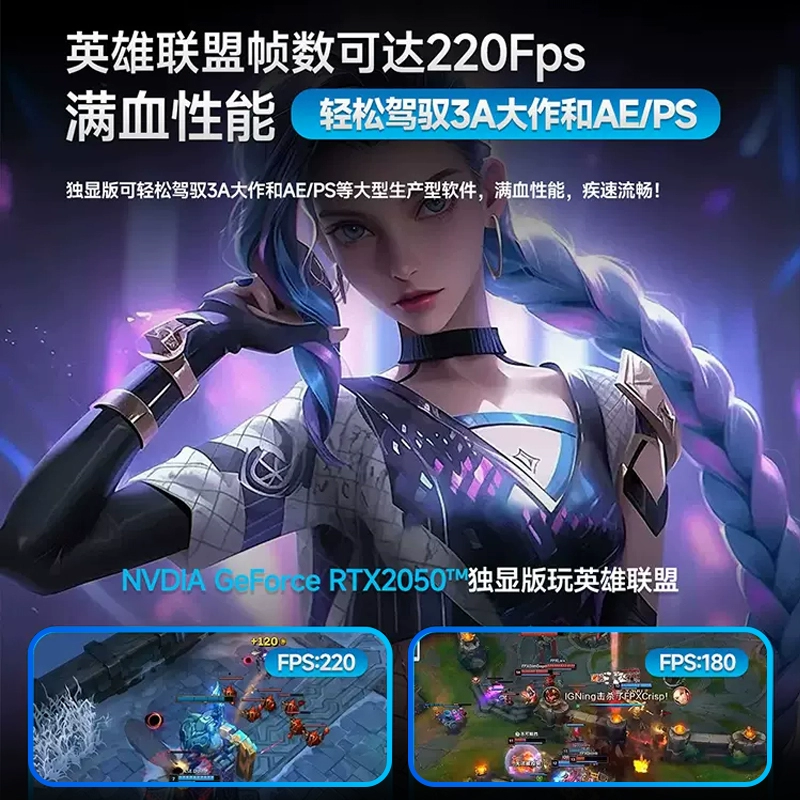 英雄联盟帧数可达220Fps
满血性能 轻松驾驭3A大作和AE/PS
独显版可轻松驾驭3A大作和AE/PS等大型生产型软件，满血性能，疾速流畅！
NVDIA GeForce RTX2050™独显版玩英雄联盟
+120
FPS:220
FPS:180
IGNing击杀了FPXCrisp!